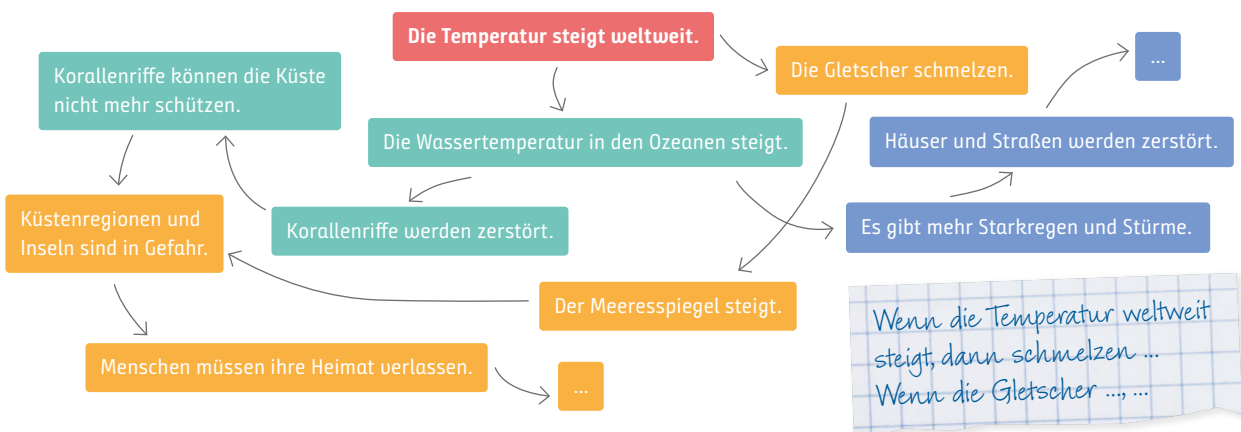 Die Temperatur steigt weltweit.
Die Gletscher schmelzen.
...
Korallenriffe können die Küste
nicht mehr schützen.
Die Wassertemperatur in den Ozeanen steigt.
Häuser und Straßen werden zerstört.
Küstenregionen und
Inseln sind in Gefahr.
Korallenriffe werden zerstört.
Es gibt mehr Starkregen und Stürme.
Der Meeresspiegel steigt.
Menschen müssen ihre Heimat verlassen.
...
Wenn die Temperatur weltweit
steigt, dann schmelzen ...
Wenn die Gletscher ..., ...